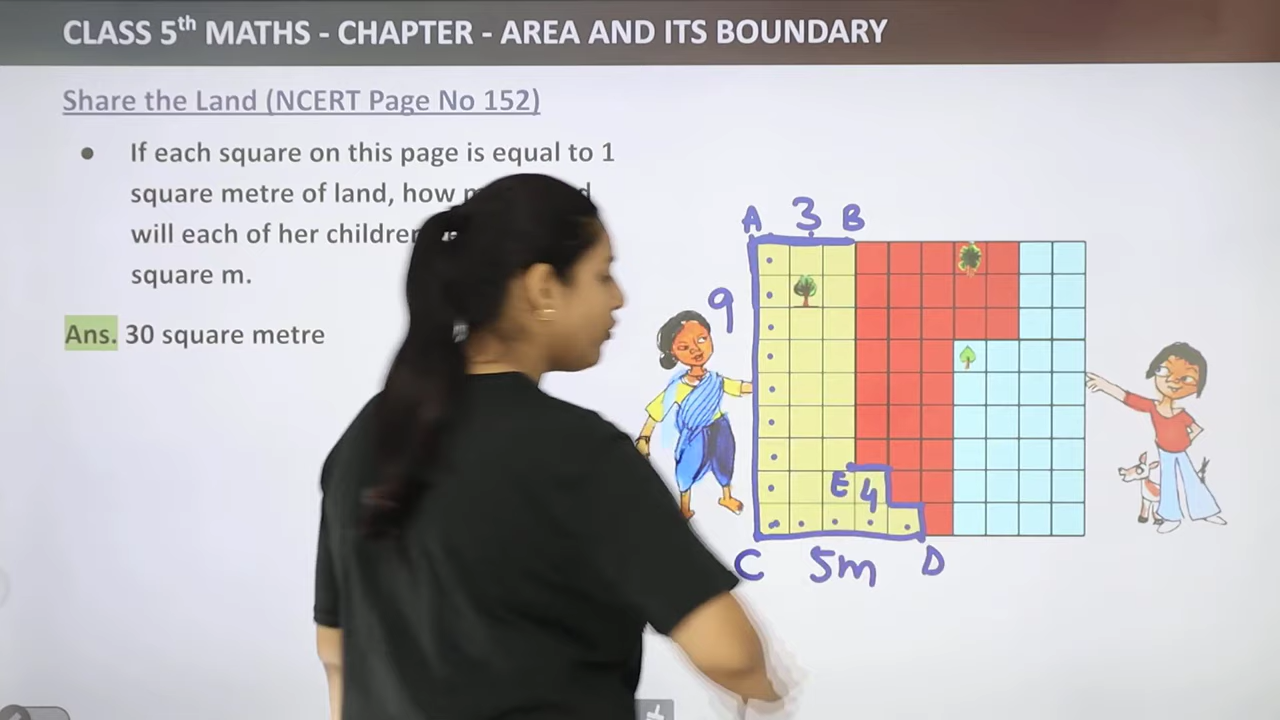 CLASS 5th MATHS - CHAPTER - AREA AND ITS BOUNDARY
Share the Land (NCERT Page No 152)
● If each square on this page is equal to 1
square metre of land, how
will each of her children
square m.
Ans. 30 square metre
A 3 B
9
E 4
C 5m D